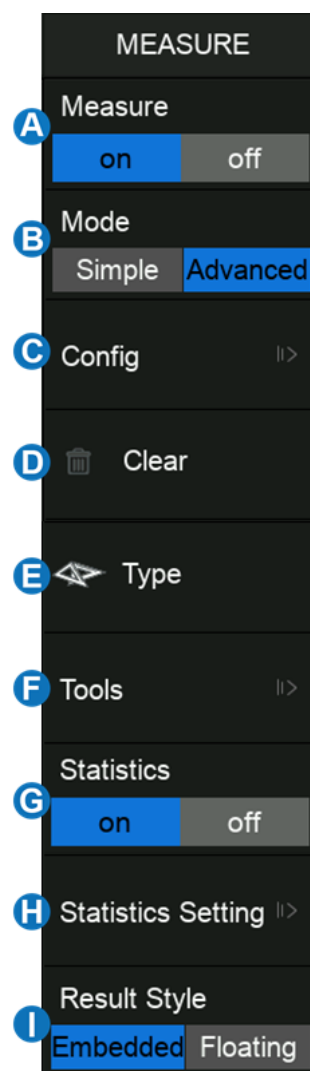 MEASURE
A Measure
on off
B Mode
Simple Advanced
C Config
D Clear
E Type
F Tools
G Statistics
on off
H Statistics Setting
I Result Style
Embedded Floating